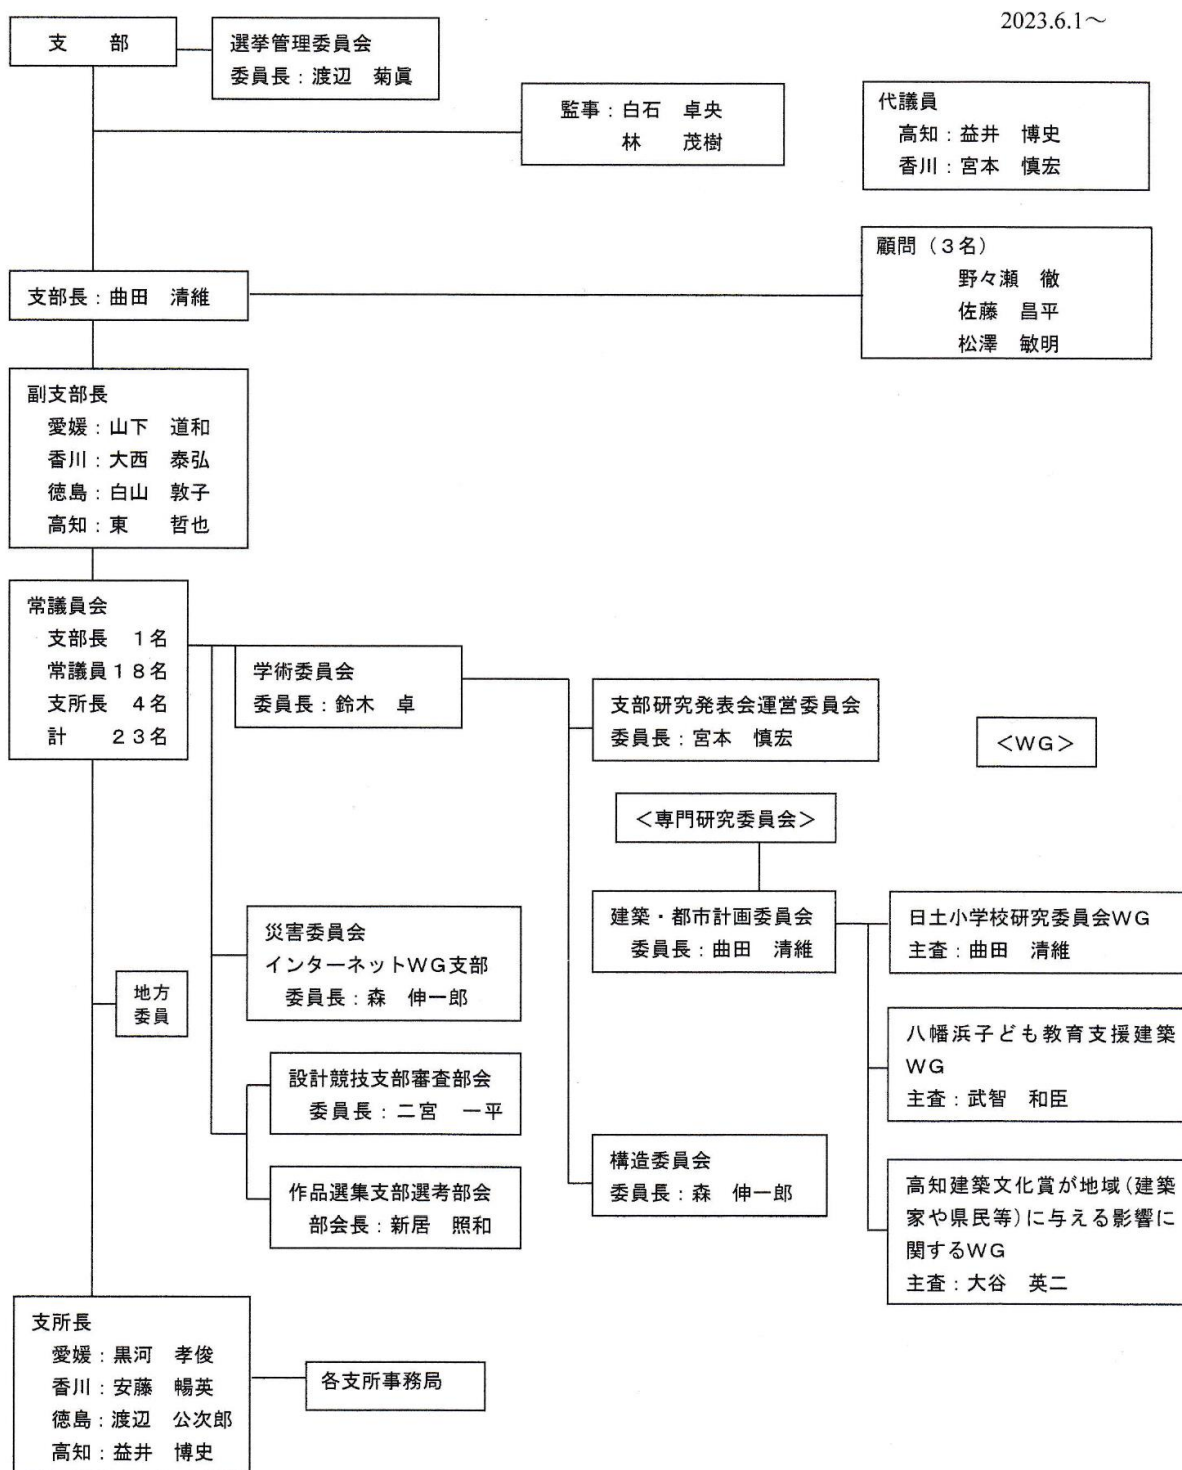 2023.6.1～
支　部
選挙管理委員会
委員長：渡辺　菊眞
監事：白石　卓央
林　　茂樹
代議員
高知：益井　博史
香川：宮本　慎宏
顧問（３名）
野々瀬　徹
佐藤　昌平
松澤　敏明
支部長：曲田　清維
副支部長
愛媛：山下　道和
香川：大西　泰弘
徳島：白山　敦子
高知：東　　哲也
常議員会
支部長　１名
常議員１８名
支所長　４名
計　　２３名
学術委員会
委員長：鈴木　卓
支部研究発表会運営委員会
委員長：宮本　慎宏
＜WG＞
＜専門研究委員会＞
建築・都市計画委員会
委員長：曲田　清維
日土小学校研究委員会WG
主査：曲田　清維
災害委員会
インターネットWG支部
委員長：森　伸一郎
地方
委員
八幡浜子ども教育支援建築
WG
主査：武智　和臣
設計競技支部審査部会
委員長：二宮　一平
構造委員会
委員長：森　伸一郎
作品選集支部選考部会
部会長：新居　照和
高知建築文化賞が地域（建築
家や県民等）に与える影響に
関するWG
主査：大谷　英二
支所長
愛媛：黒河　孝俊
香川：安藤　暢英
徳島：渡辺　公次郎
高知：益井　博史
各支所事務局